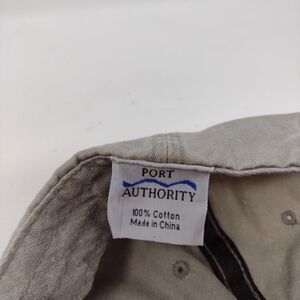 PORT
AUTHORITY
100% Cotton
Made in China